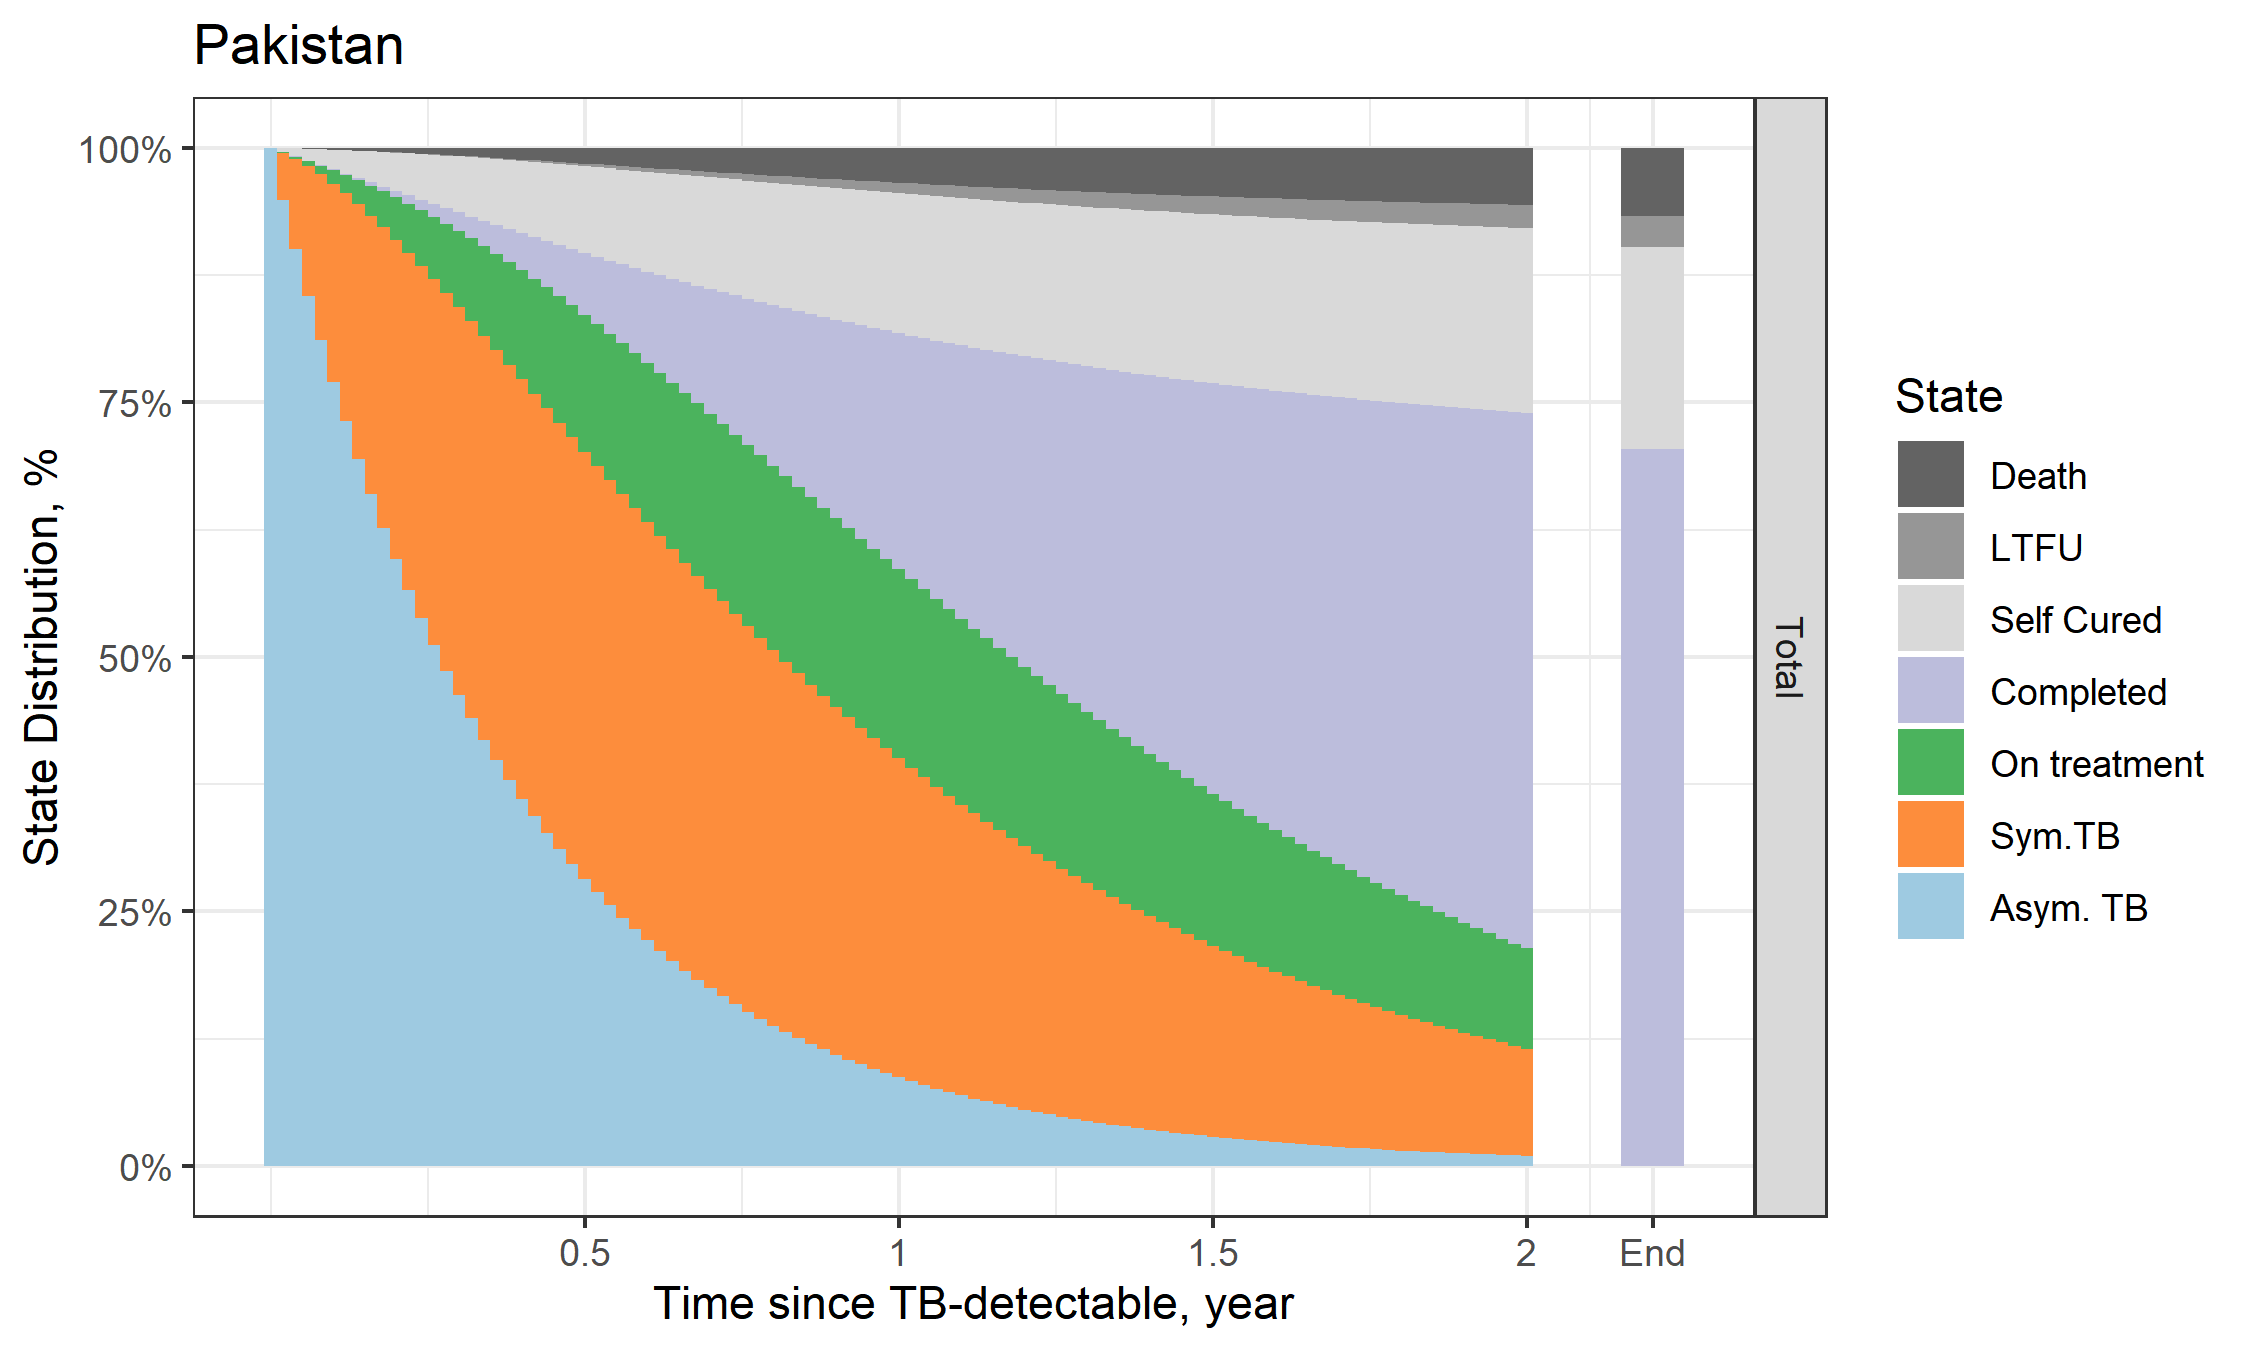 Pakistan
State Distribution, %
100%
75%
50%
25%
0%
0.5
1
1.5
2
End
Time since TB-detectable, year
Total
State
Death
LTFU
Self Cured
Completed
On treatment
Sym.TB
Asym. TB